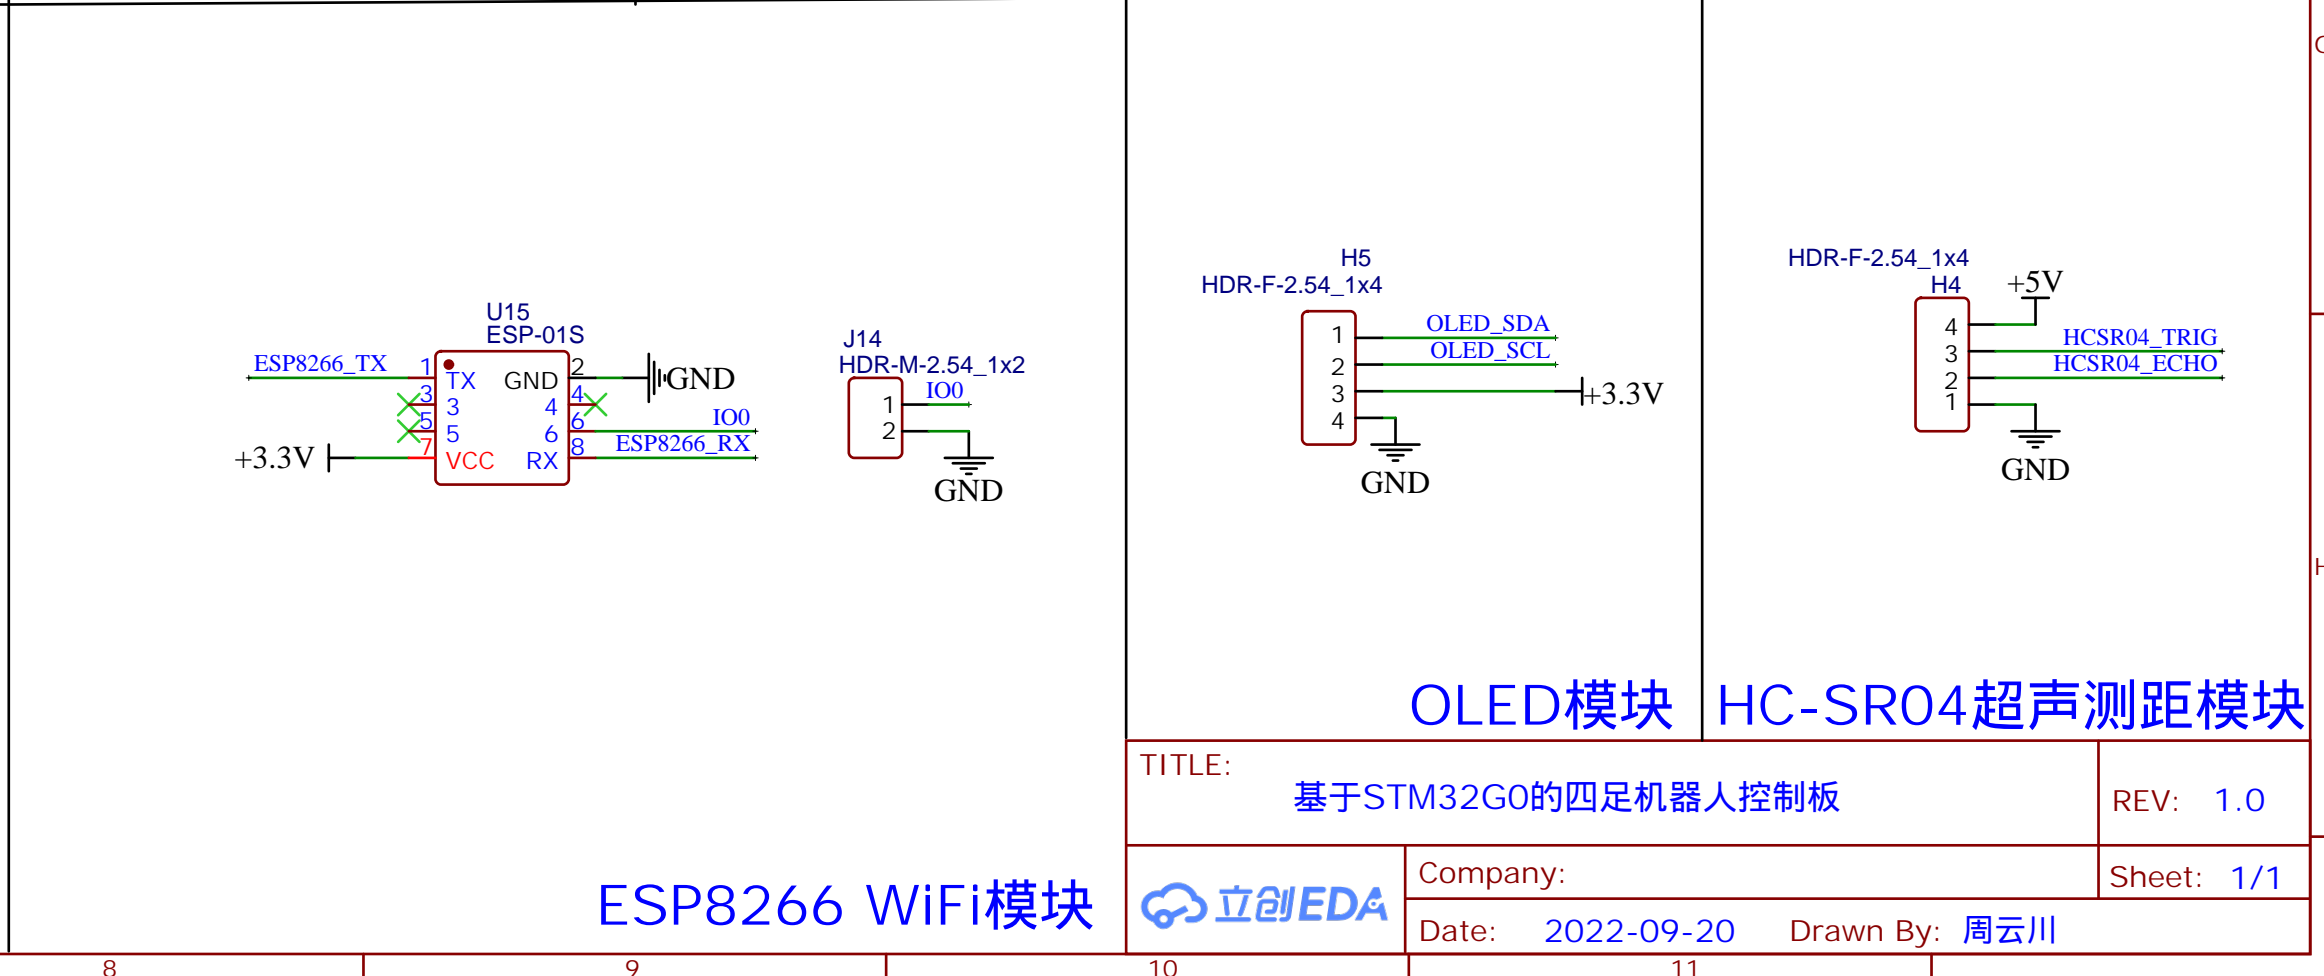 U15
ESP-01S
ESP8266_TX
1
TX
GND
2
GND
3
3
4
4
5
5
6
6
IO0
+3.3V
7
VCC
RX
8
ESP8266_RX
J14
HDR-M-2.54_1x2
1
IO0
2
GND
ESP8266 WiFi模块
H5
HDR-F-2.54_1x4
1
OLED_SDA
2
OLED_SCL
3
+3.3V
4
GND
OLED模块
HDR-F-2.54_1x4
H4
+5V
4
3
HCSR04_TRIG
2
HCSR04_ECHO
1
GND
HC-SR04超声测距模块
TITLE:
基于STM32G0的四足机器人控制板
REV: 1.0
立创EDA
Company:
Sheet: 1/1
Date: 2022-09-20
Drawn By: 周云川
8
9
10
11